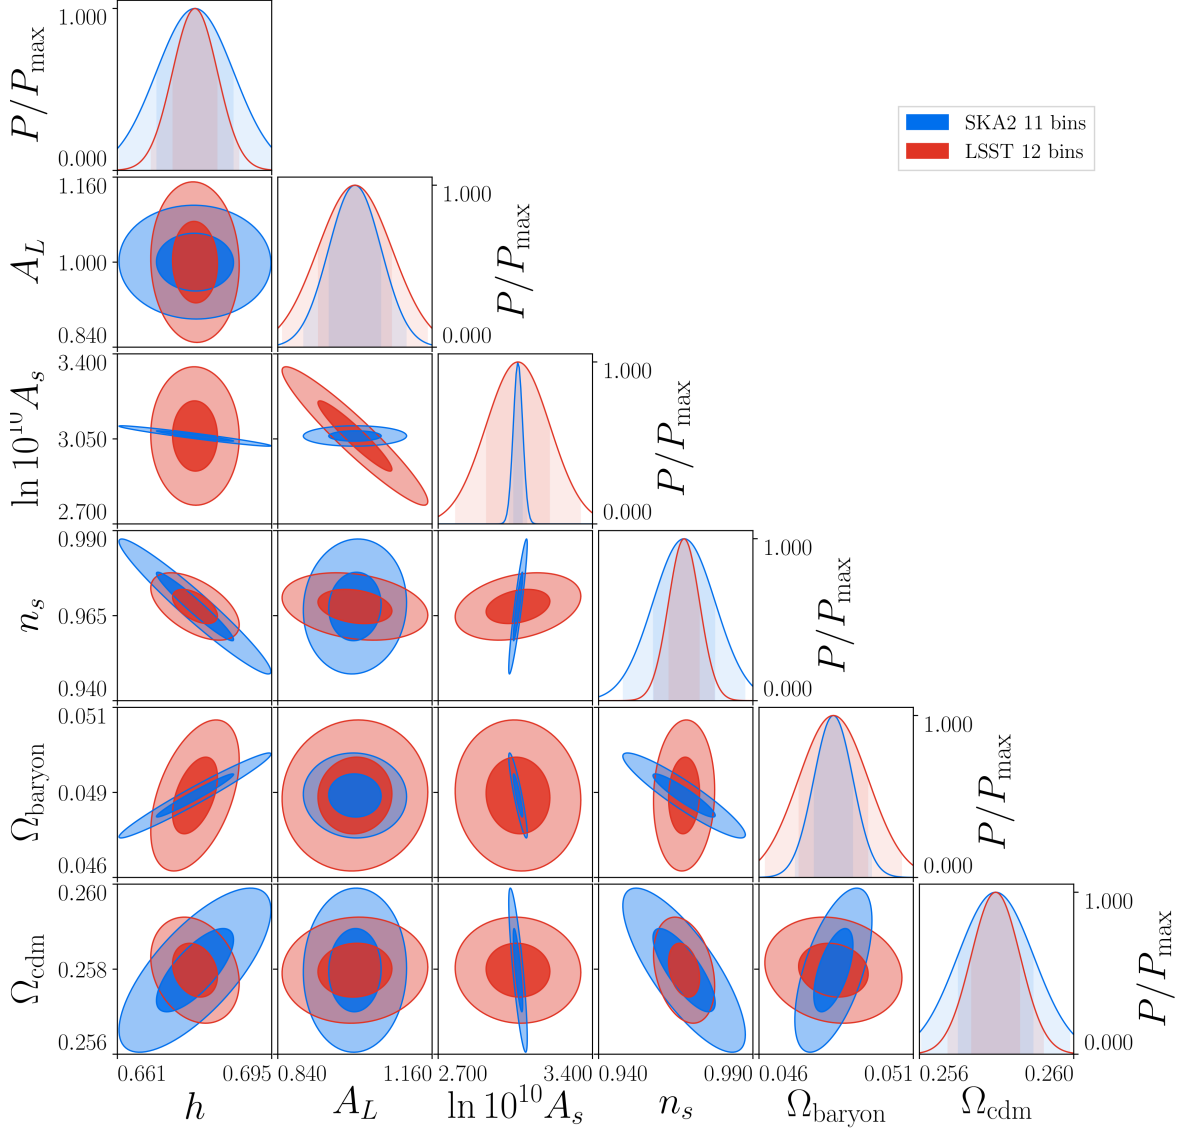 1.000
P/P_max
0.000
SKA2 11 bins
LSST 12 bins
1.160
A_L
1.000
0.840
1.000
P/P_max
0.000
3.400
ln 10^10 A_s
3.050
2.700
1.000
P/P_max
0.000
0.990
n_s
0.965
0.940
1.000
P/P_max
0.000
0.051
Ω_baryon
0.049
0.046
1.000
P/P_max
0.000
0.260
Ω_cdm
0.258
0.256
1.000
P/P_max
0.000
0.661 0.695 0.840 1.160 2.700 3.400 0.940 0.990 0.046 0.051 0.256 0.260
h A_L ln 10^10 A_s n_s Ω_baryon Ω_cdm